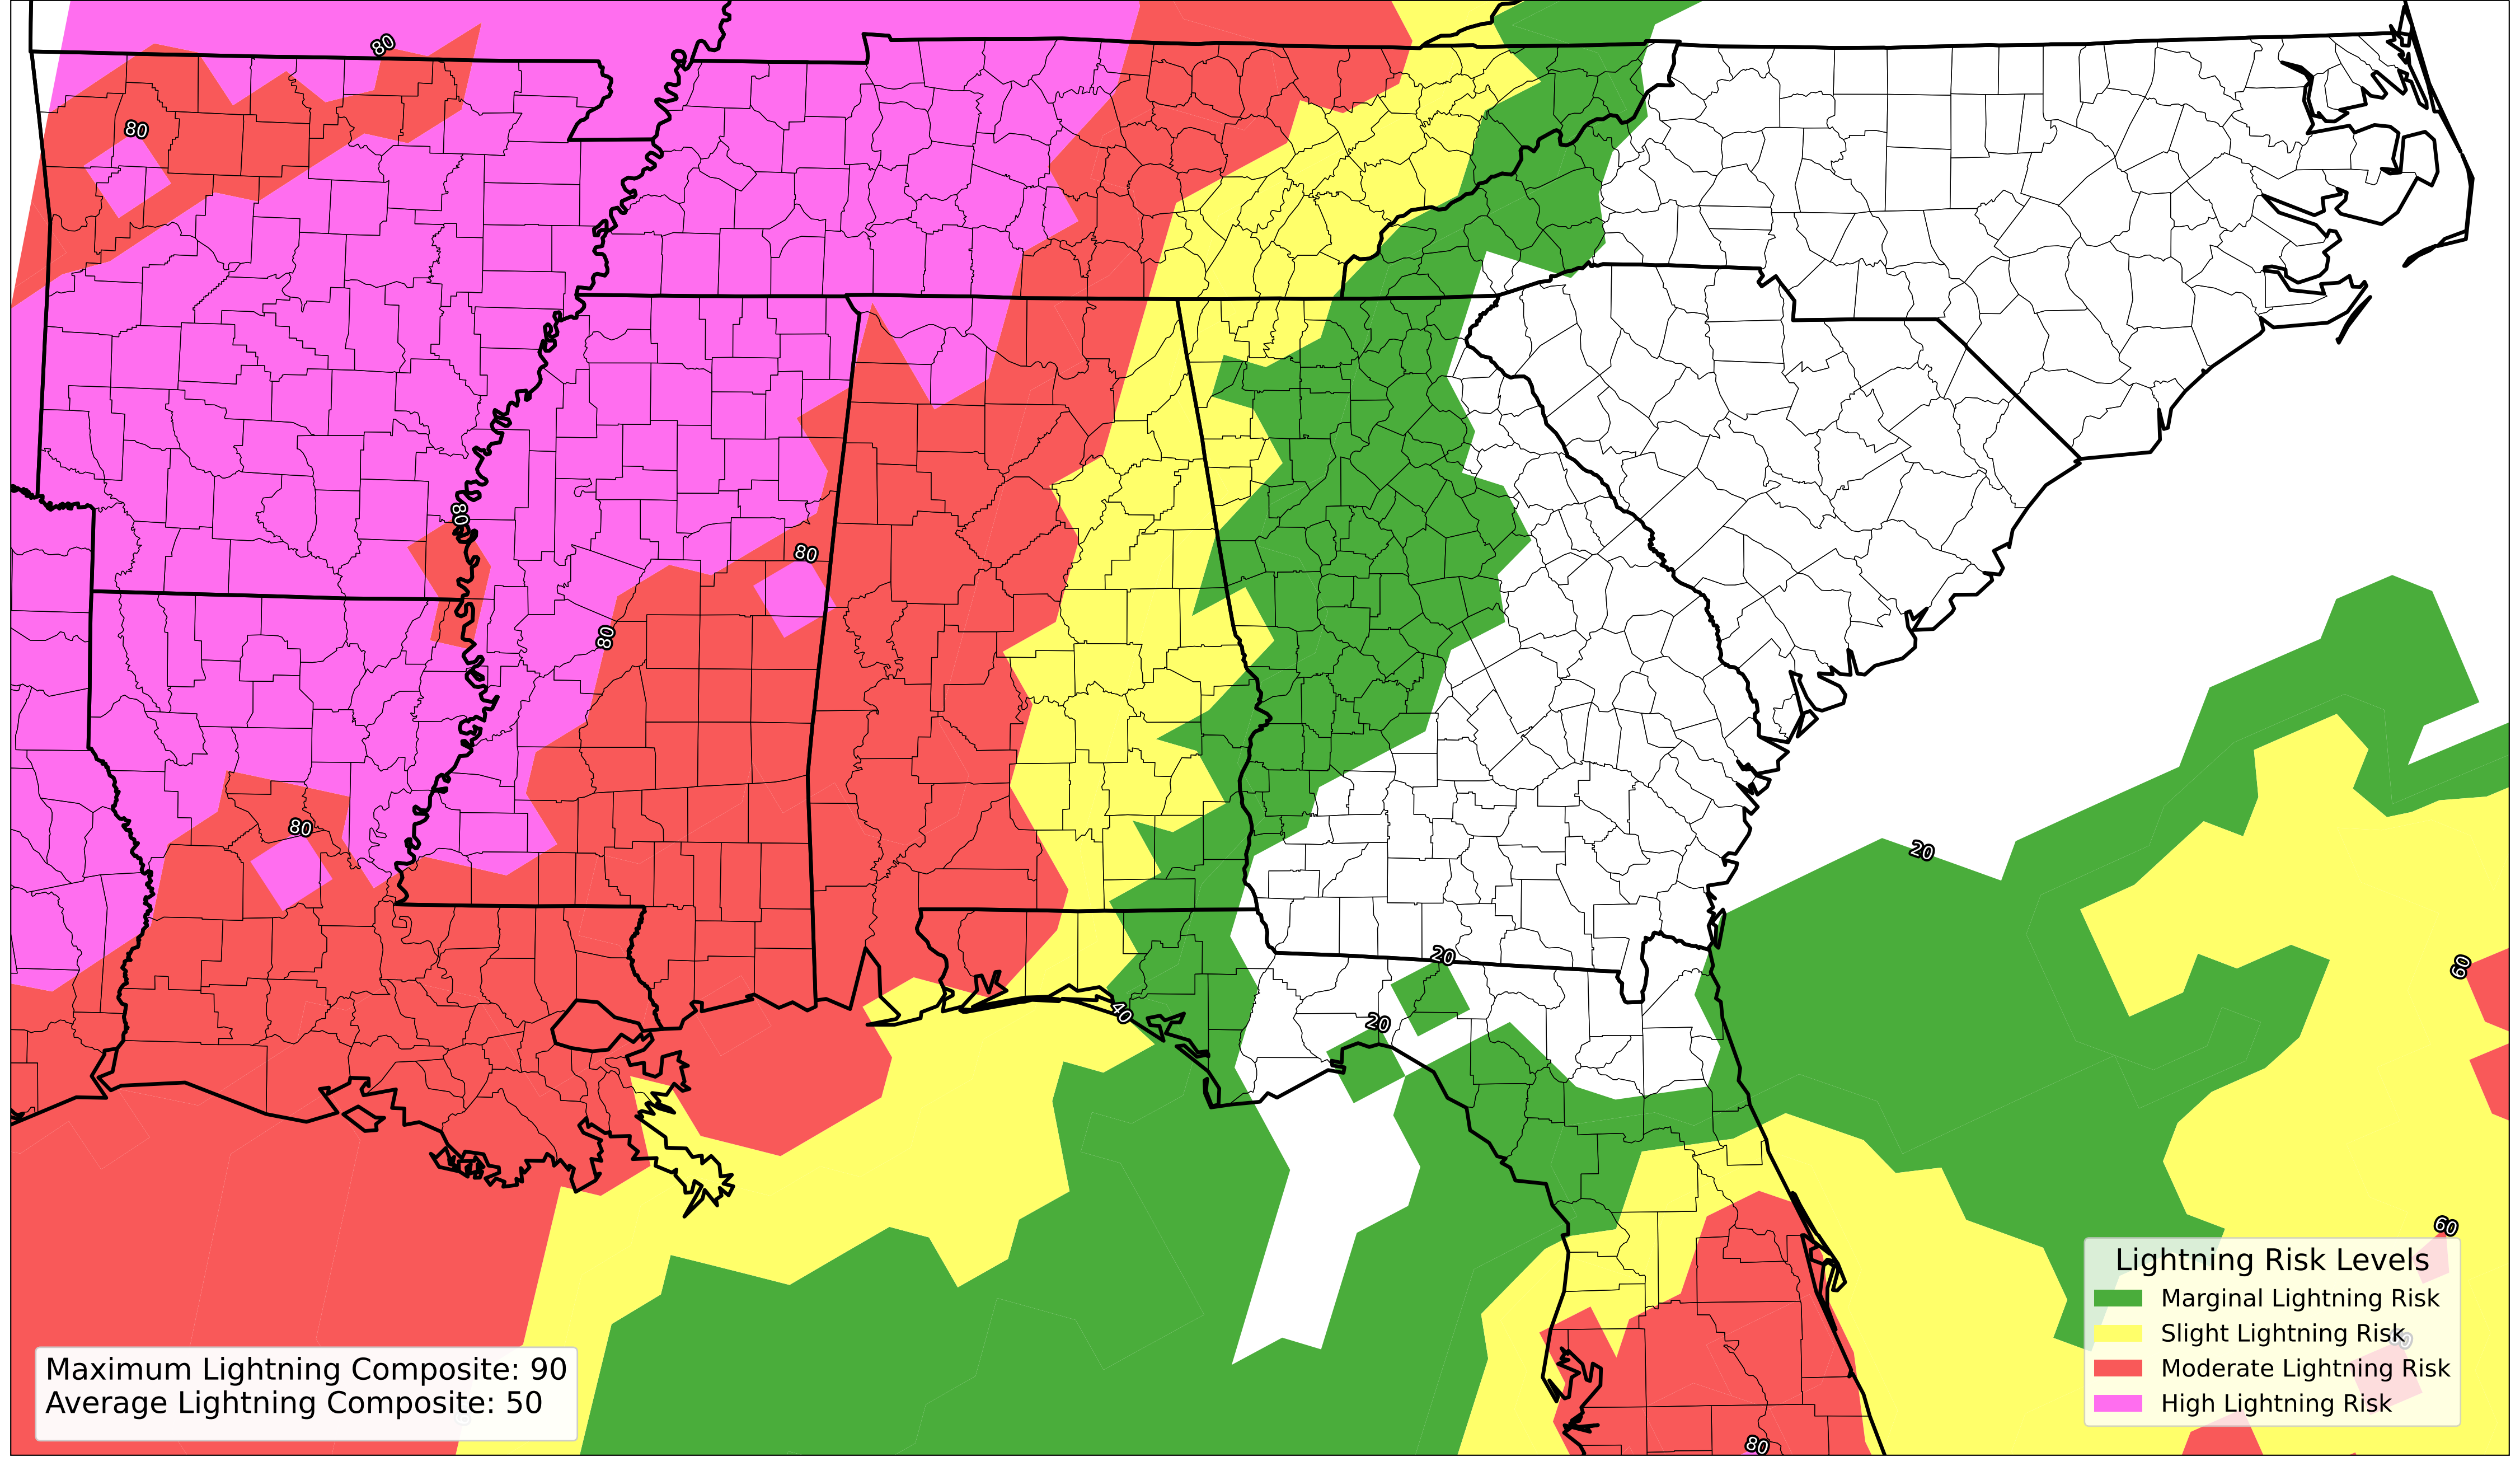 80
80
80
80
80
80
20
20
20
40
60
60
80
Maximum Lightning Composite: 90
Average Lightning Composite: 50
Lightning Risk Levels
Marginal Lightning Risk
Slight Lightning Risk
Moderate Lightning Risk
High Lightning Risk